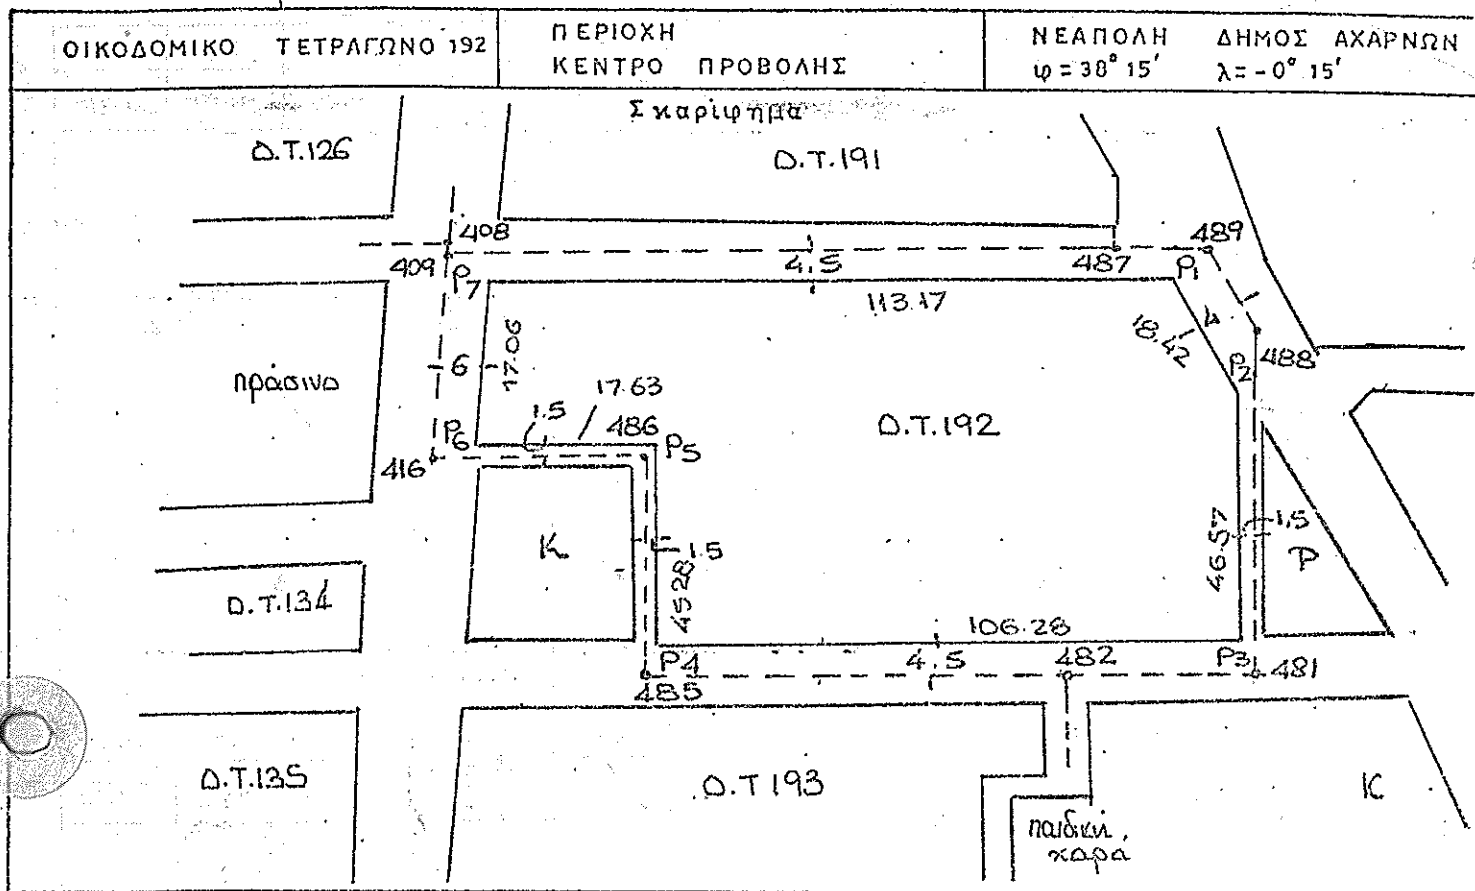 ΟΙΚΟΔΟΜΙΚΟ ΤΕΤΡΑΓΩΝΟ 192
ΠΕΡΙΟΧΗ
ΚΕΝΤΡΟ ΠΡΟΒΟΛΗΣ
ΝΕΑΠΟΛΗ ΔΗΜΟΣ ΑΧΑΡΝΩΝ
φ = 38° 15' λ = -0° 15'
Σκαρίφημα
Ο.Τ.126
Ο.Τ.191
408
489
409
P7
4.5
487
P1
113.17
18.42
4
6
17.06
P2
488
πράσινο
17.63
1.5
486
P6
P5
Ο.Τ.192
416
1.5
Κ
1.5
46.57
P
45.28
Ο.Τ.134
106.28
P4
4.5
482
P3
481
485
Ο.Τ.135
Ο.Τ 193
Κ
παιδική
χαρά